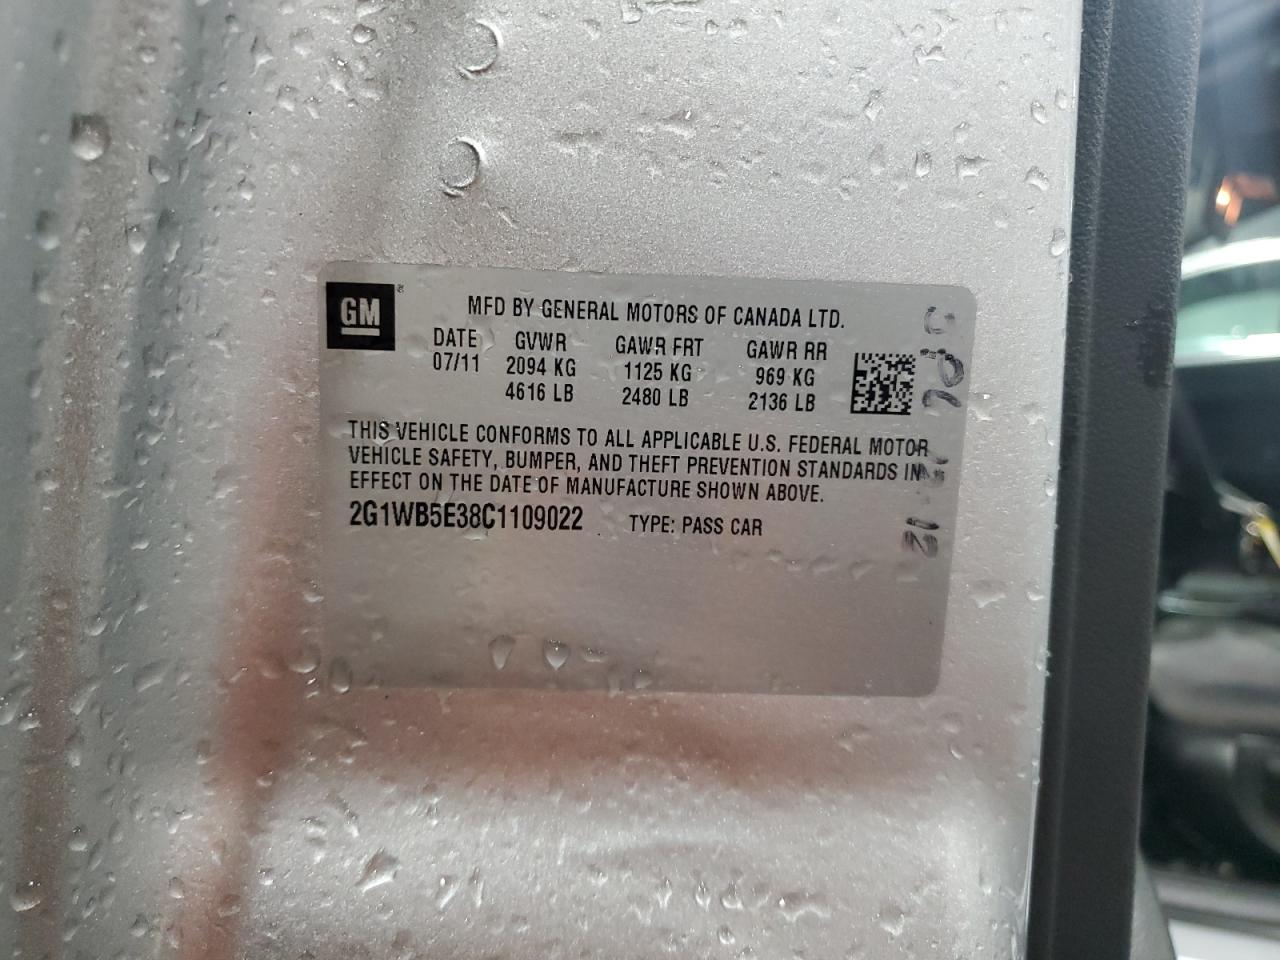 GM
MFD BY GENERAL MOTORS OF CANADA LTD.
DATE GVWR GAWR FRT GAWR RR
07/11 2094 KG 1125 KG 969 KG
4616 LB 2480 LB 2136 LB
THIS VEHICLE CONFORMS TO ALL APPLICABLE U.S. FEDERAL MOTOR
VEHICLE SAFETY, BUMPER, AND THEFT PREVENTION STANDARDS IN
EFFECT ON THE DATE OF MANUFACTURE SHOWN ABOVE.
2G1WB5E38C1109022 TYPE: PASS CAR